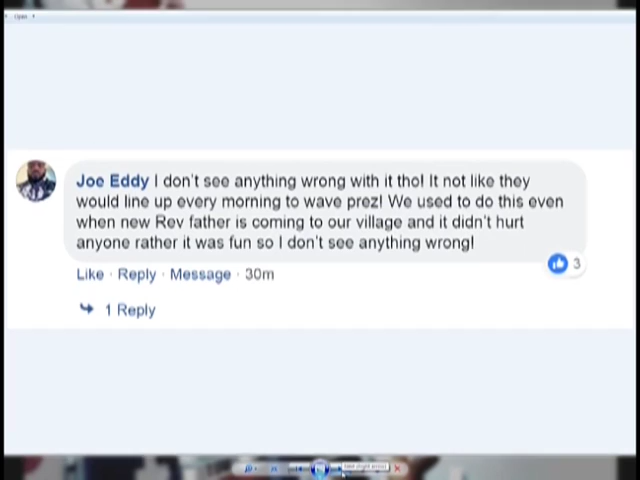 Open
Joe Eddy I don't see anything wrong with it tho! It not like they
would line up every morning to wave prez! We used to do this even
when new Rev father is coming to our village and it didn't hurt
anyone rather it was fun so I don't see anything wrong!
3
Like · Reply · Message · 30m
1 Reply